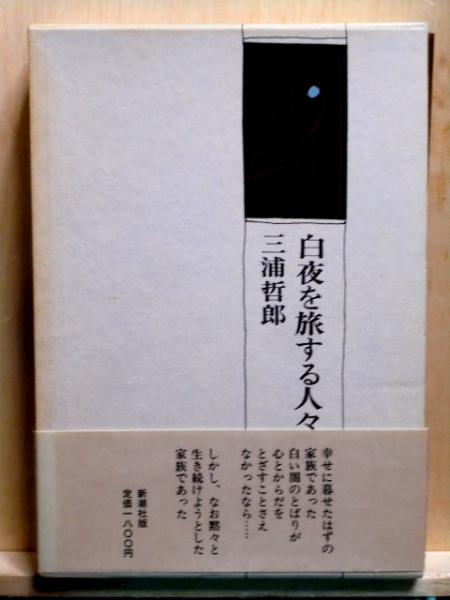 白夜を旅する人々
三浦哲郎
幸せに暮せたはずの
家族であった
白い闇のとばりが
心とからだを
とざすことさえ
なかったなら……
しかし、なお黙々と
生き続けようとした
家族であった
新潮社版
定価一八〇〇円